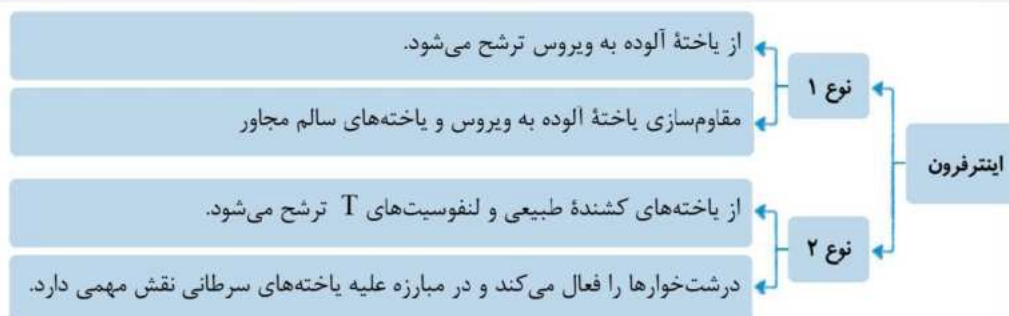 اینترفرون
نوع ۱
از یاختهٔ آلوده به ویروس ترشح می‌شود.
مقاوم‌سازی یاختهٔ آلوده به ویروس و یاخته‌های سالم مجاور
نوع ۲
از یاخته‌های کشندهٔ طبیعی و لنفوسیت‌های T ترشح می‌شود.
درشت‌خوارها را فعال می‌کند و در مبارزه علیه یاخته‌های سرطانی نقش مهمی دارد.